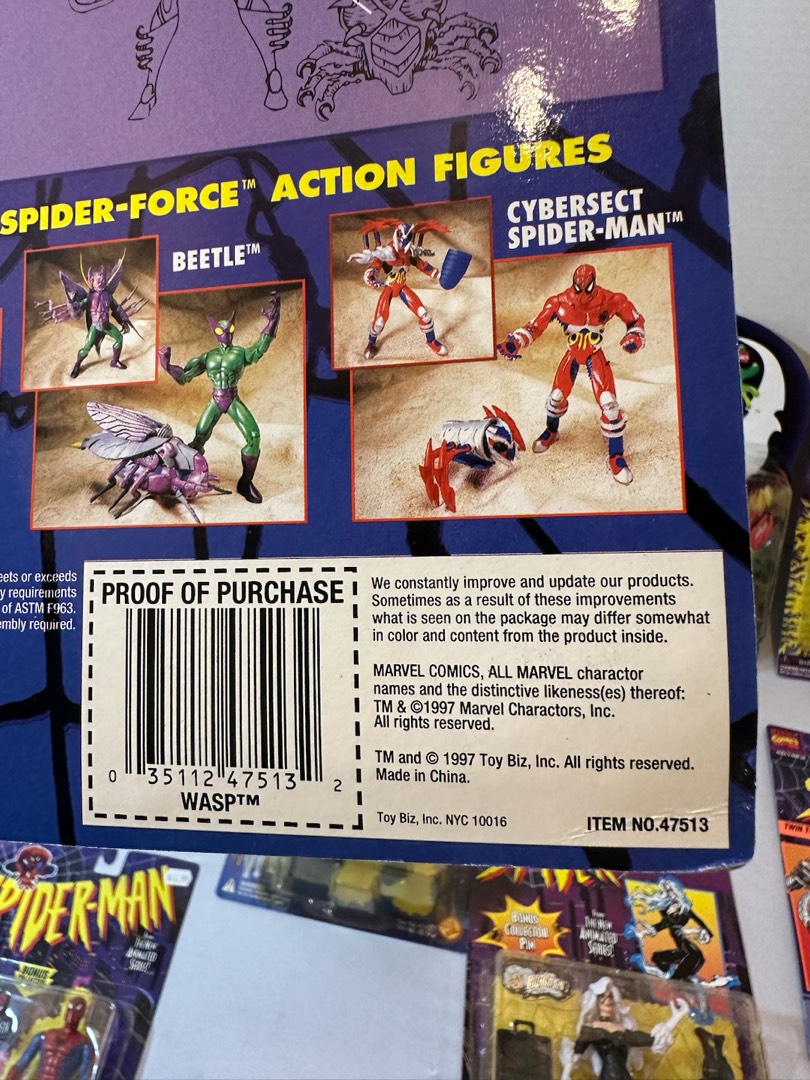 SPIDER-FORCE™ ACTION FIGURES
BEETLE™
CYBERSECT
SPIDER-MAN™
eets or exceeds
y requirements
of ASTM F963.
embly required.
PROOF OF PURCHASE
0 35112 47513 2
WASP™
We constantly improve and update our products.
Sometimes as a result of these improvements
what is seen on the package may differ somewhat
in color and content from the product inside.
MARVEL COMICS, ALL MARVEL charactor
names and the distinctive likeness(es) thereof:
TM & ©1997 Marvel Charactors, Inc.
All rights reserved.
TM and © 1997 Toy Biz, Inc. All rights reserved.
Made in China.
Toy Biz, Inc. NYC 10016
ITEM NO.47513
SPIDER-MAN
BONUS
BONUS
COLLECTOR
PIN
TWIN T